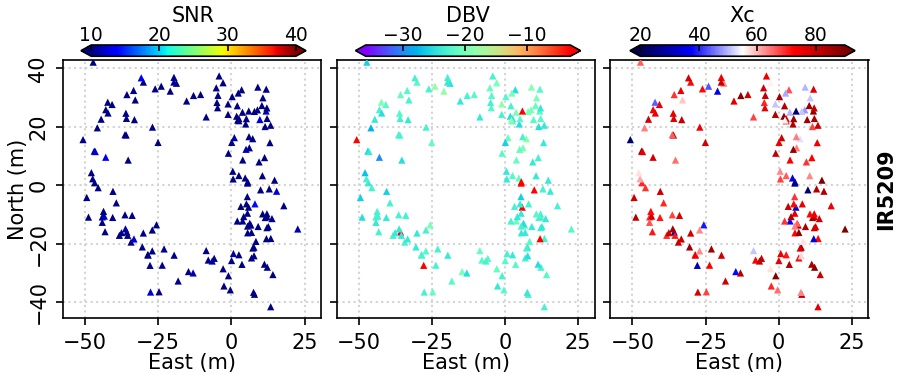 SNR DBV Xc
10 20 30 40 −30 −20 −10 20 40 60 80
40
20
0
−20
−40
North (m)
IR5209
−50 −25 0 25 −50 −25 0 25 −50 −25 0 25
East (m) East (m) East (m)